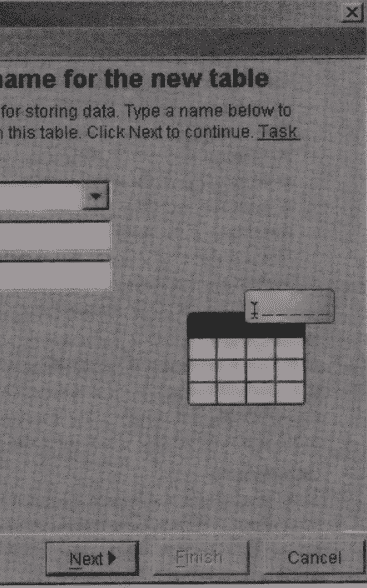 name for the new table
for storing data. Type a name below to
this table. Click Next to continue. Task
Next
Finish
Cancel